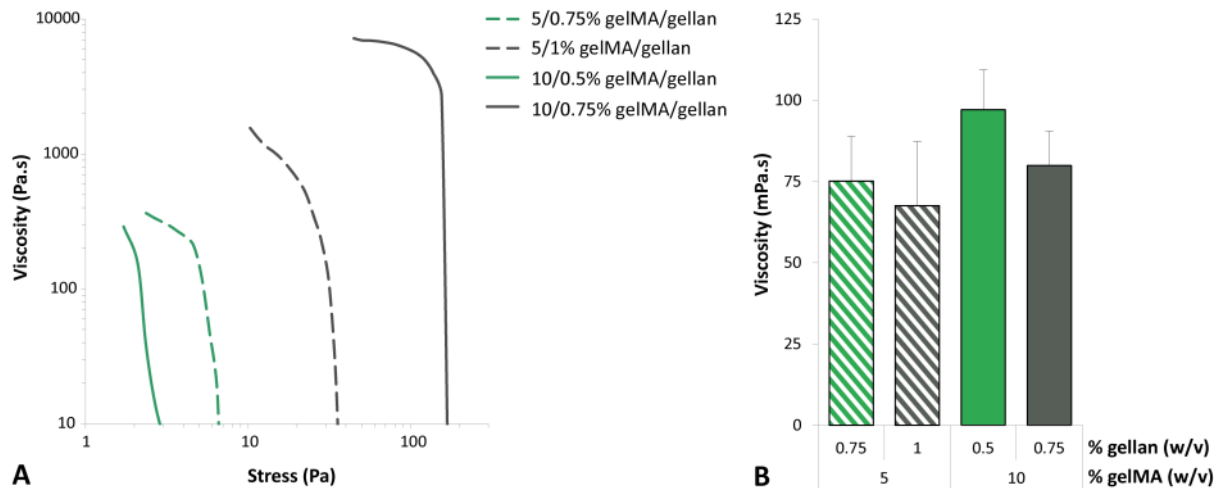 5/0.75% gelMA/gellan
5/1% gelMA/gellan
10/0.5% gelMA/gellan
10/0.75% gelMA/gellan
Viscosity (Pa.s)
10000
1000
100
10
1 10 100
Stress (Pa)
A
Viscosity (mPa.s)
125
100
75
50
25
0
0.75 1 0.5 0.75 % gellan (w/v)
5 10 % gelMA (w/v)
B